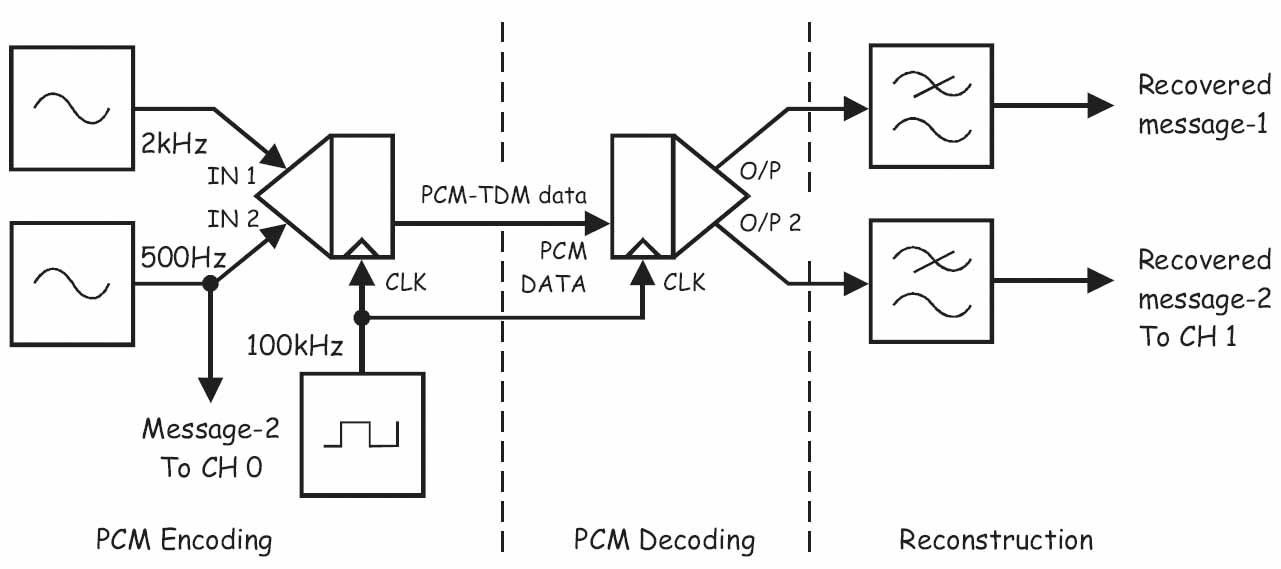 2kHz
IN 1
IN 2
500Hz
Message-2
To CH 0
100kHz
CLK
PCM-TDM data
PCM
DATA
CLK
O/P
O/P 2
Recovered
message-1
Recovered
message-2
To CH 1
PCM Encoding
PCM Decoding
Reconstruction